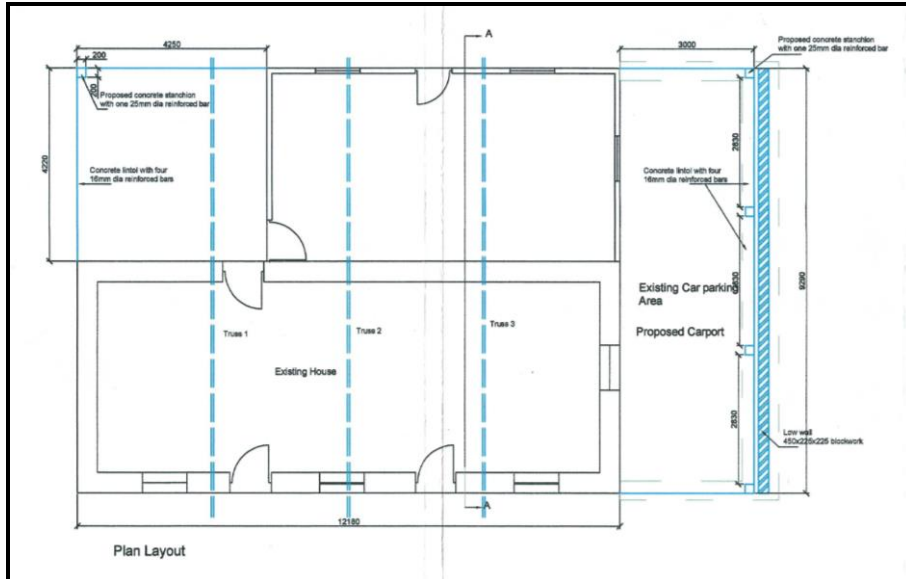 A
4250
3000
Proposed concrete stanchion
with one 25mm dia reinforced bar
200
200
Proposed concrete stanchion
with one 25mm dia reinforced bar
2830
4220
Concrete lintol with four
16mm dia reinforced bars
Concrete lintol with four
16mm dia reinforced bars
Existing Car parking
Area
2830
9290
Proposed Carport
Truss 1
Truss 2
Truss 3
Existing House
2830
Low wall
450x225x225 blockwork
A
12180
Plan Layout